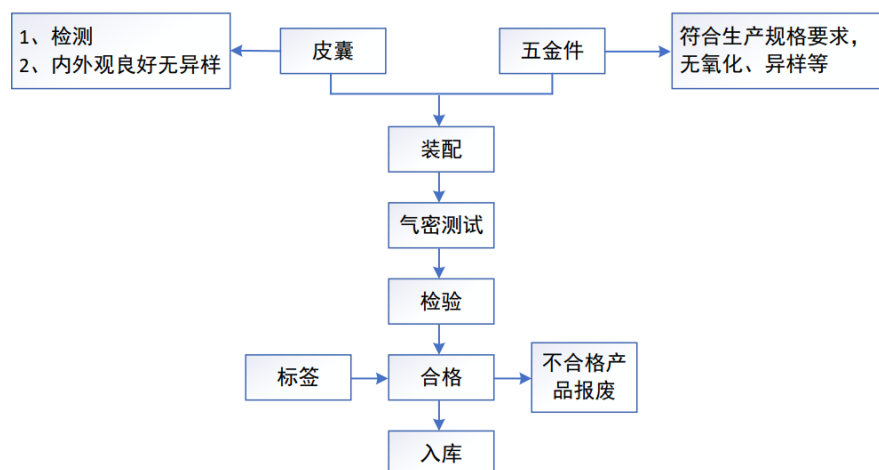 1、检测
2、内外观良好无异样
皮囊
五金件
符合生产规格要求，
无氧化、异样等
装配
气密测试
检验
标签
合格
不合格产
品报废
入库